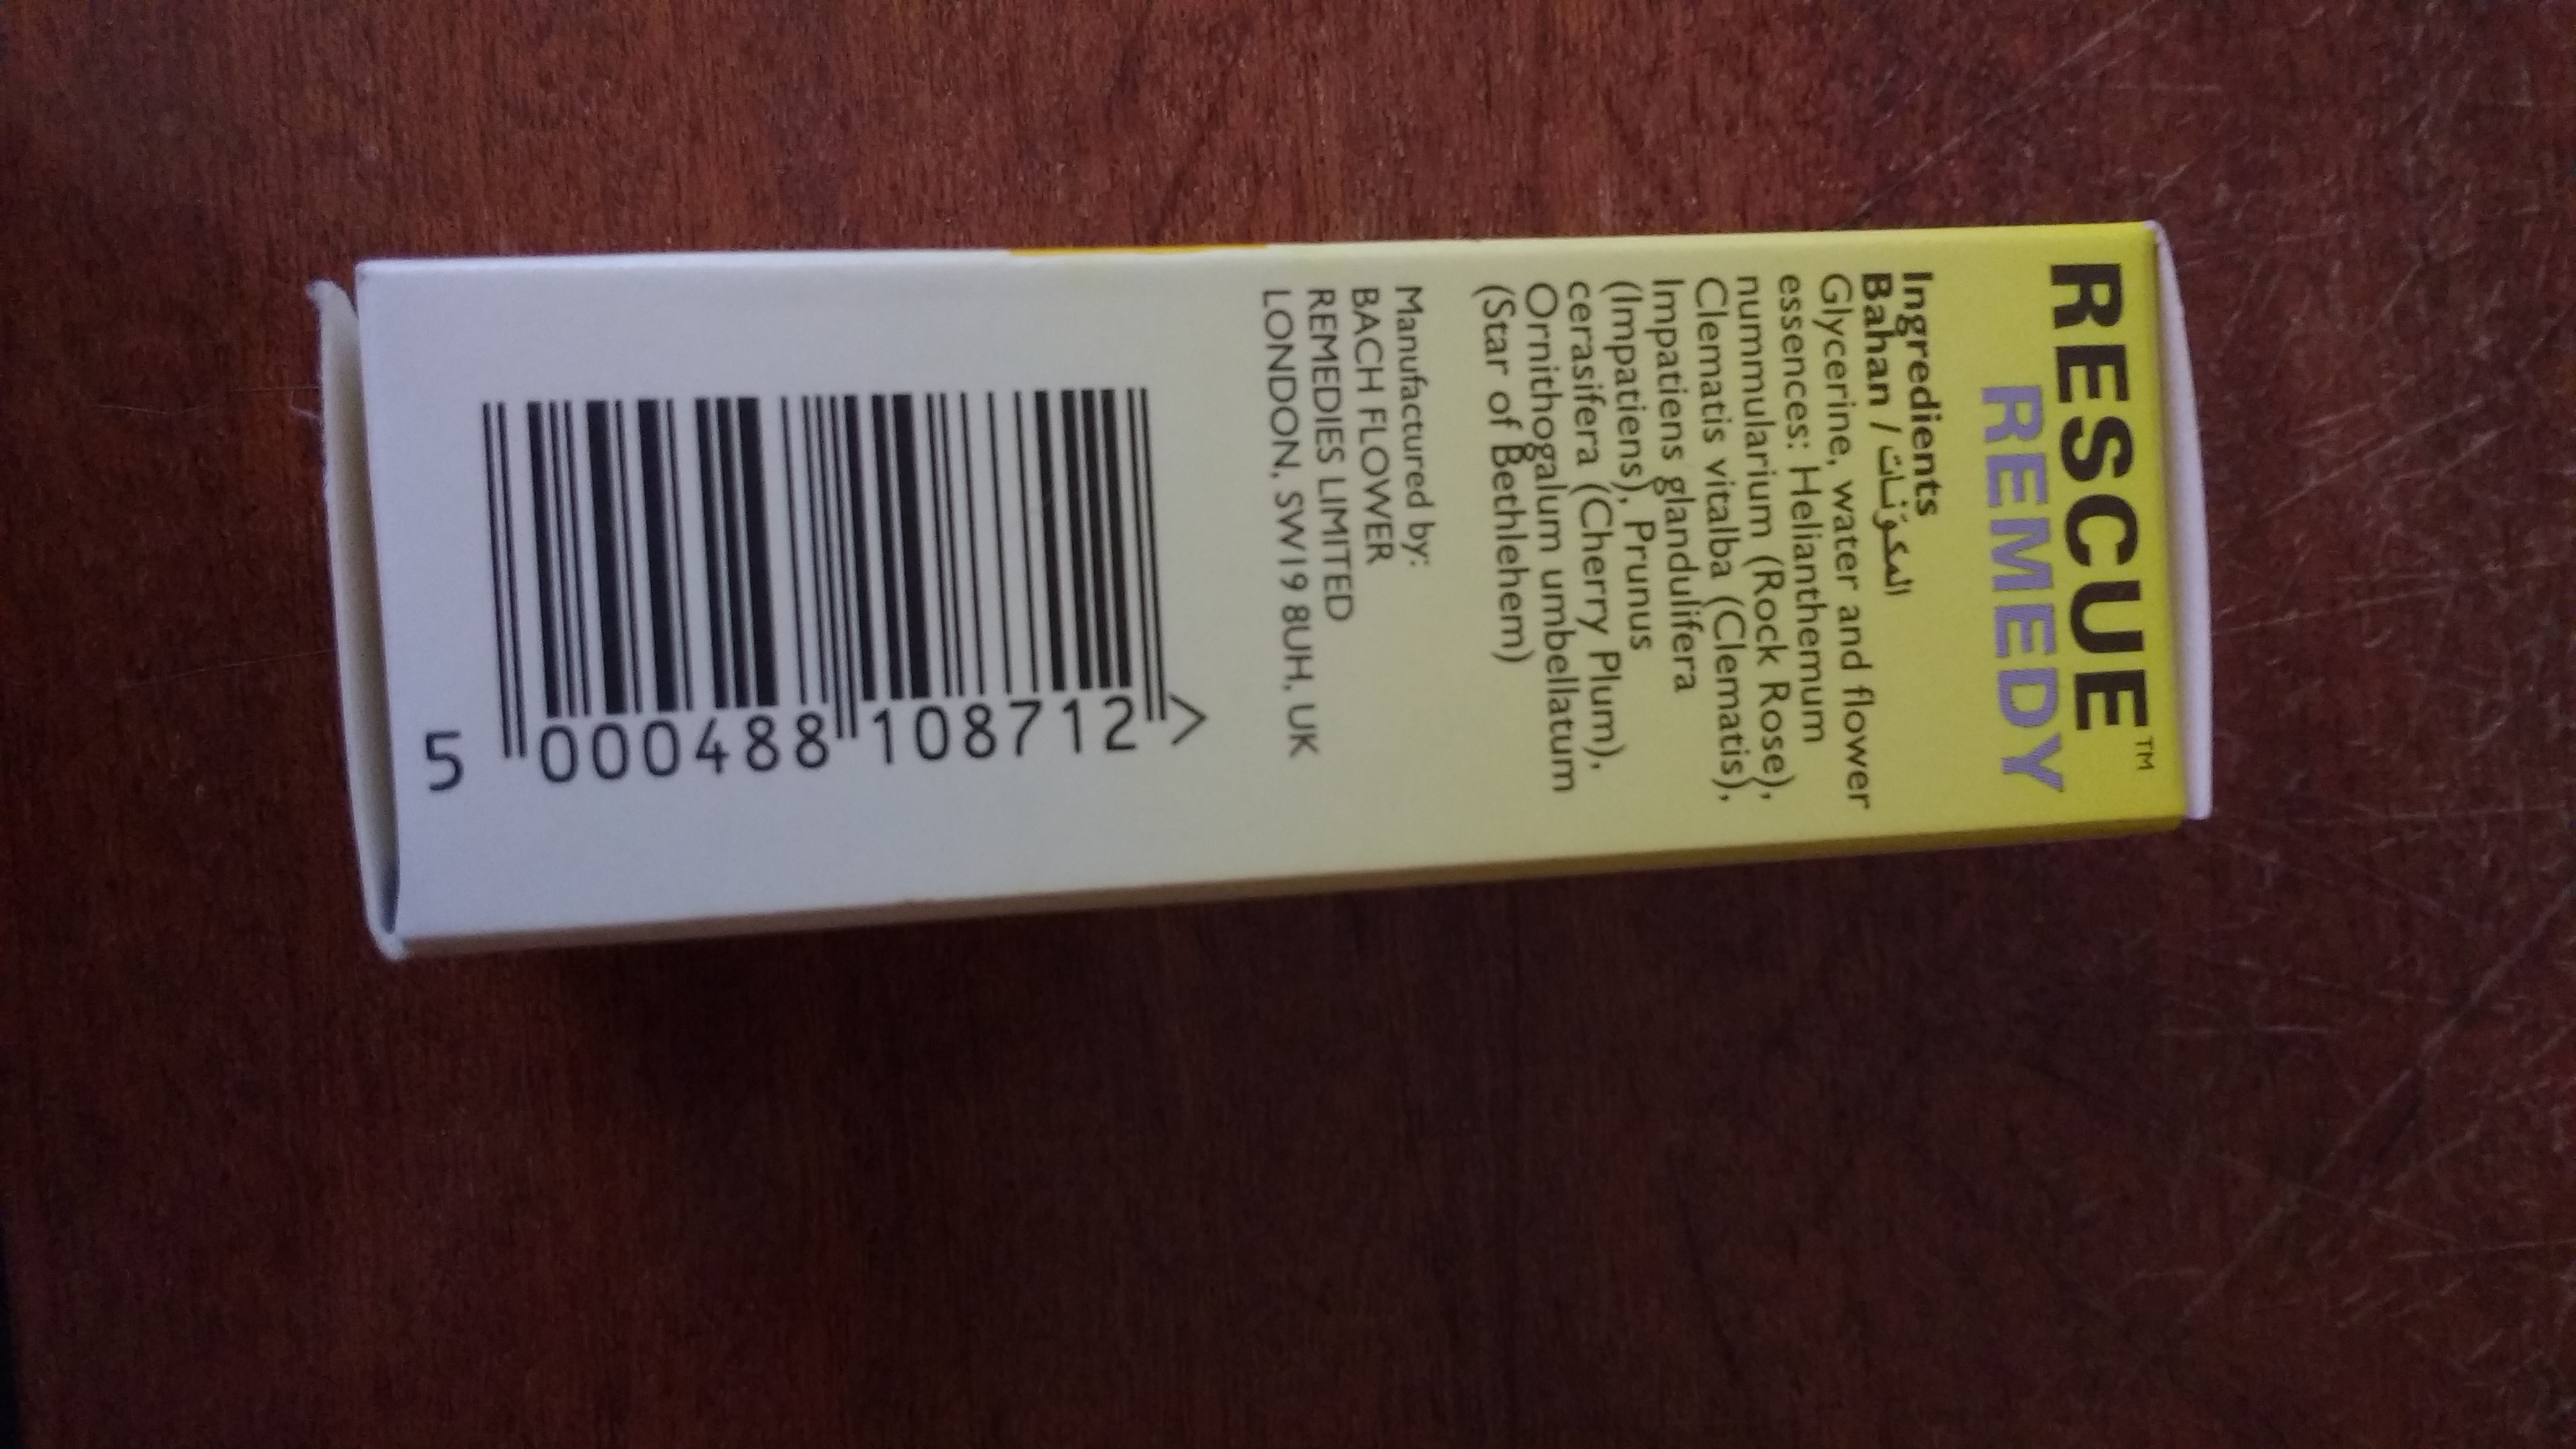 RESCUE™
REMEDY
Ingredients
Bahan / المكوّنات
Glycerine, water and flower
essences: Helianthemum
nummularium (Rock Rose),
Clematis vitalba (Clematis),
Impatiens glandulifera
(Impatiens), Prunus
cerasifera (Cherry Plum),
Ornithogalum umbellatum
(Star of Bethlehem)
Manufactured by:
BACH FLOWER
REMEDIES LIMITED
LONDON, SW19 8UH, UK
5 000488 108712 >